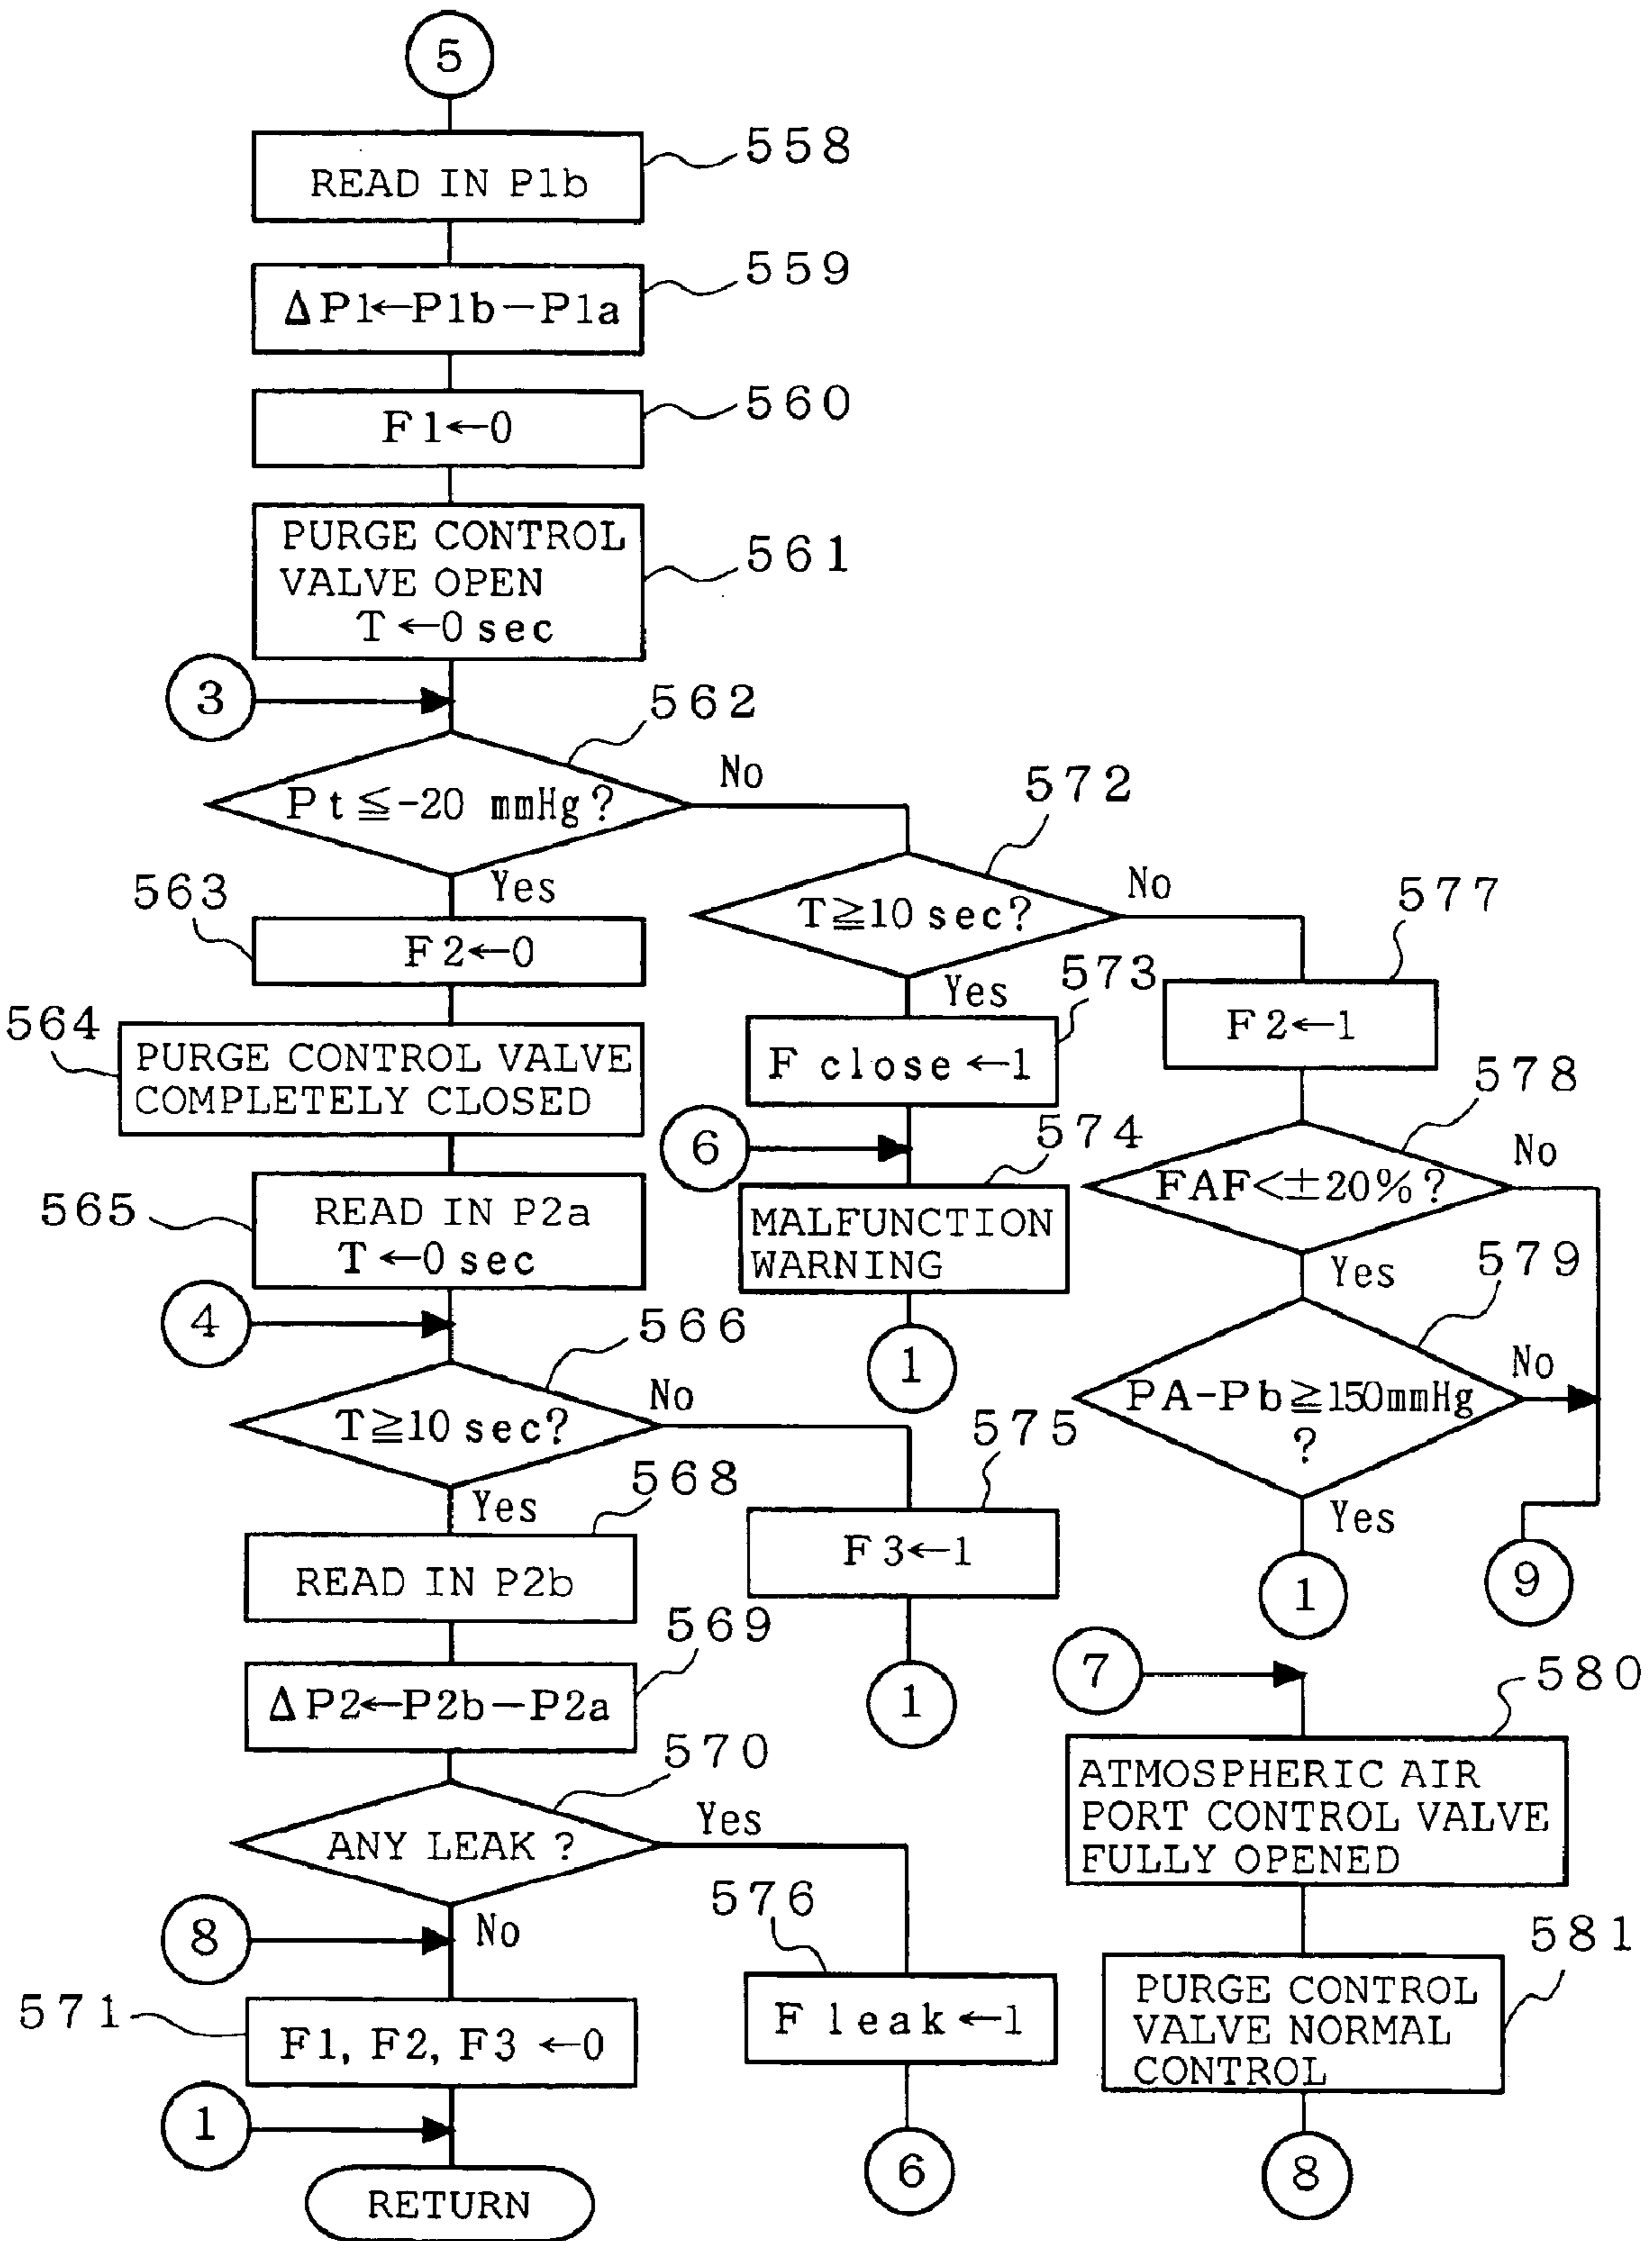 5
558
READ IN P1b
559
ΔP1←P1b−P1a
560
F1←0
561
PURGE CONTROL
VALVE OPEN
T←0 sec
3
562
Pt≦-20 mmHg?
No
Yes
572
T≧10 sec?
No
Yes
577
F2←1
563
F2←0
573
F close←1
564
PURGE CONTROL VALVE
COMPLETELY CLOSED
578
FAF<±20%?
No
Yes
6
574
MALFUNCTION
WARNING
1
565
READ IN P2a
T←0 sec
579
PA-Pb≧150mmHg
?
No
Yes
1
9
4
566
T≧10 sec?
No
Yes
575
F3←1
1
568
READ IN P2b
569
ΔP2←P2b−P2a
7
580
ATMOSPHERIC AIR
PORT CONTROL VALVE
FULLY OPENED
570
ANY LEAK?
Yes
No
576
F leak←1
6
581
PURGE CONTROL
VALVE NORMAL
CONTROL
8
8
571
F1, F2, F3 ←0
1
RETURN